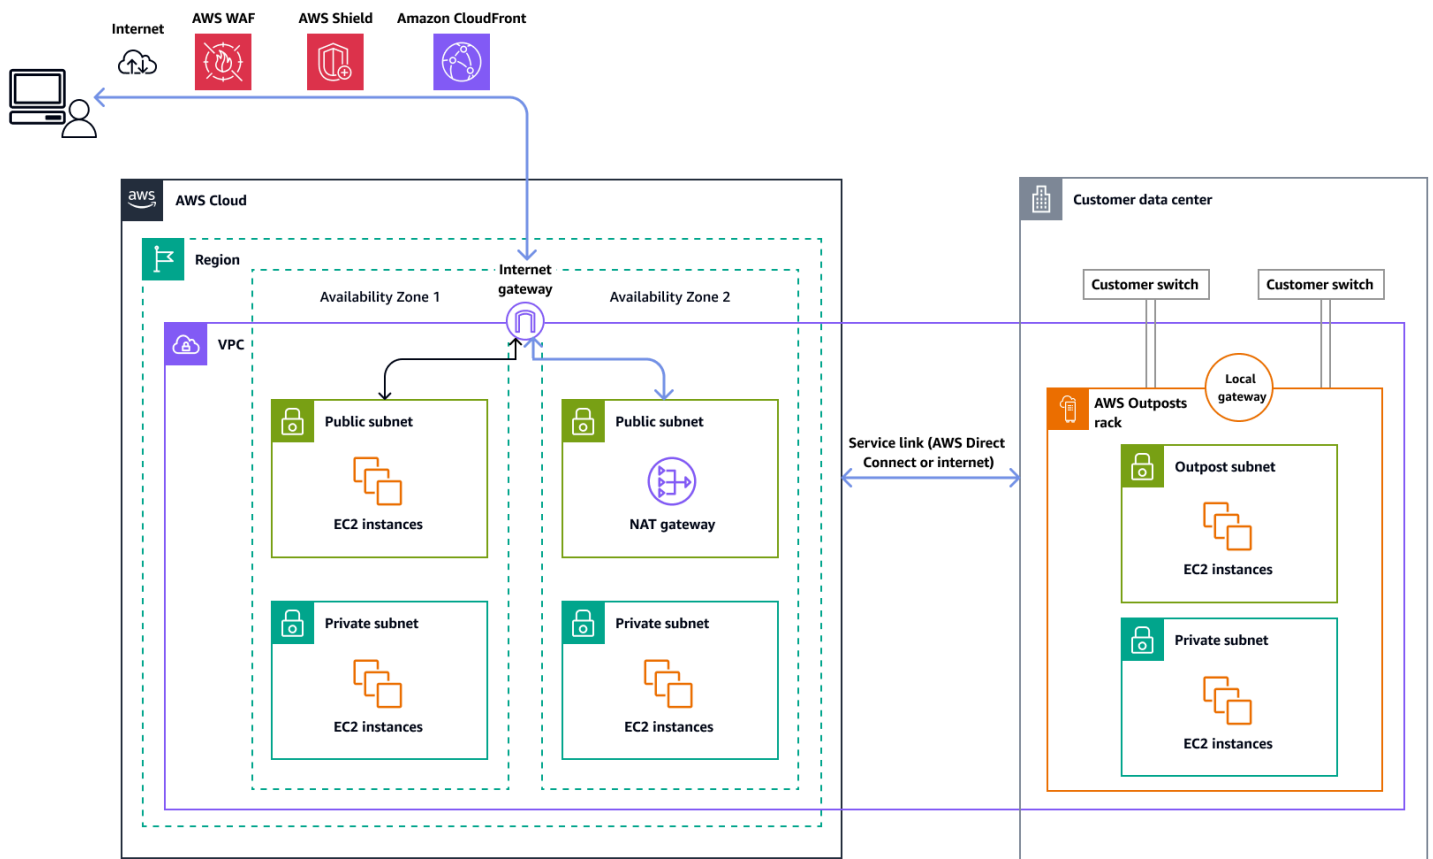 Internet
AWS WAF
AWS Shield
Amazon CloudFront
aws
AWS Cloud
Customer data center
Region
Internet
gateway
Availability Zone 1
Availability Zone 2
Customer switch
Customer switch
VPC
Local
gateway
AWS Outposts
rack
Public subnet
Public subnet
Service link (AWS Direct
Connect or internet)
Outpost subnet
EC2 instances
NAT gateway
EC2 instances
Private subnet
Private subnet
Private subnet
EC2 instances
EC2 instances
EC2 instances